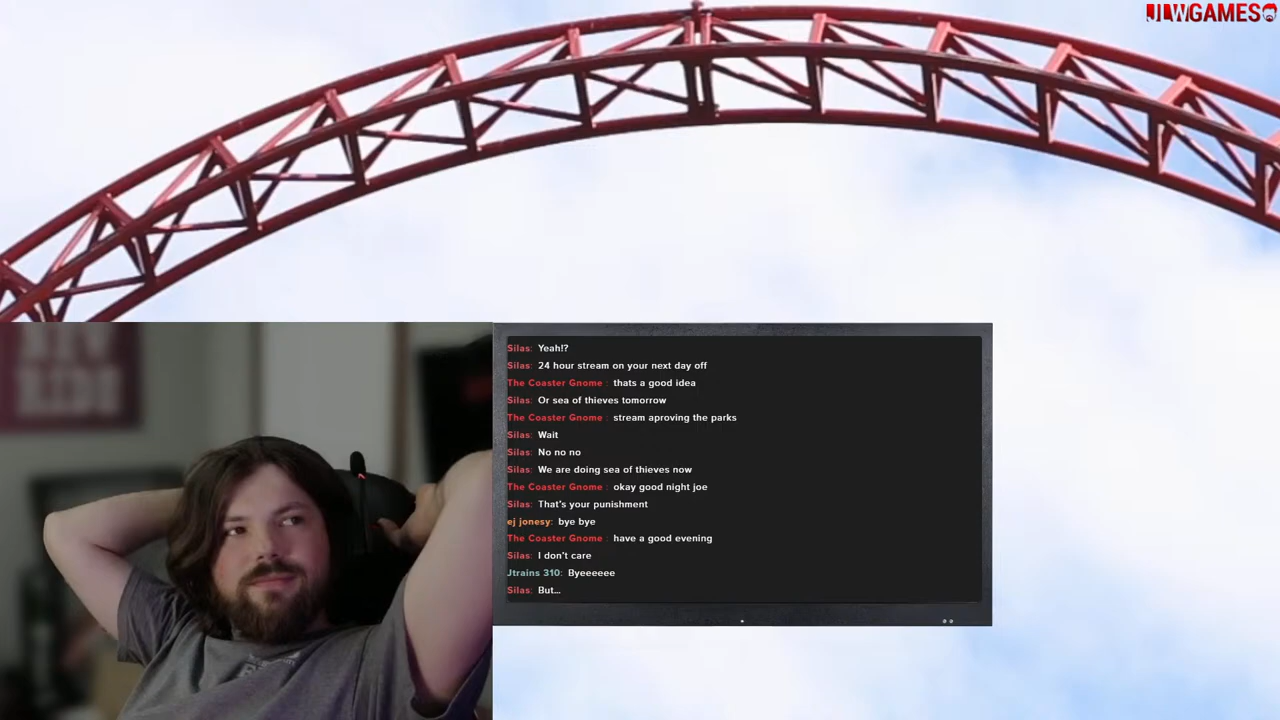 JLWGAMES
Silas: Yeah!?
Silas: 24 hour stream on your next day off
The Coaster Gnome : thats a good idea
Silas: Or sea of thieves tomorrow
The Coaster Gnome : stream aproving the parks
Silas: Wait
Silas: No no no
Silas: We are doing sea of thieves now
The Coaster Gnome : okay good night joe
Silas: That's your punishment
ej jonesy: bye bye
The Coaster Gnome : have a good evening
Silas: I don't care
Jtrains 310: Byeeeeee
Silas: But...